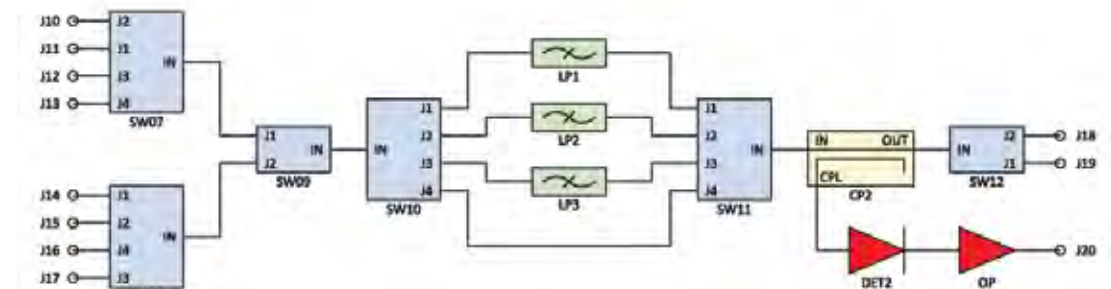 J10 J2
J11 J1 IN
J12 J3
J13 J4
SW07
J14 J1
J15 J2 IN
J16 J4
J17 J3
J1 IN
J2
SW09
IN J1
J2
J3
J4
SW10
LP1
LP2
LP3
J1
J2 IN
J3
J4
SW11
IN OUT
CPL
CP2
IN J2 J18
J1 J19
SW12
DET2
OP
J20